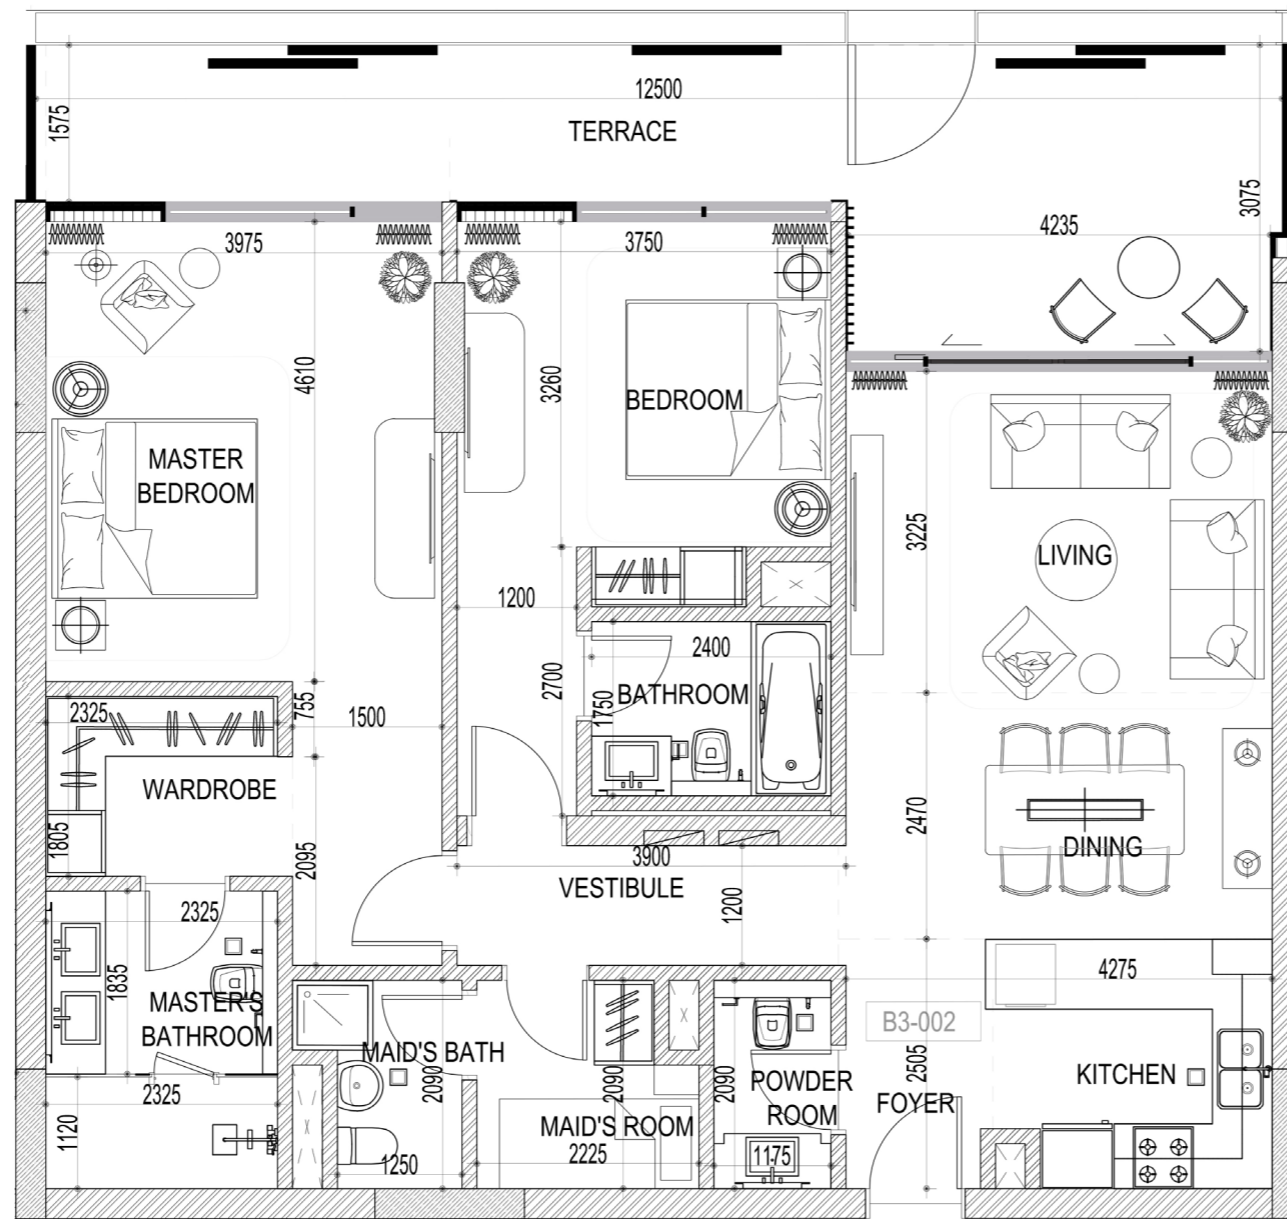 12500
1575
TERRACE
3075
4235
3975
3750
4610
3260
BEDROOM
MASTER
BEDROOM
3225
LIVING
1200
2400
2700
BATHROOM
1750
755
2325
1500
WARDROBE
2470
1805
2095
DINING
3900
VESTIBULE
1200
2325
1835
4275
MASTER'S
BATHROOM
B3-002
MAID'S BATH
2090
2090
2090
POWDER
ROOM
2505
FOYER
KITCHEN
2325
1120
MAID'S ROOM
1250
2225
1175